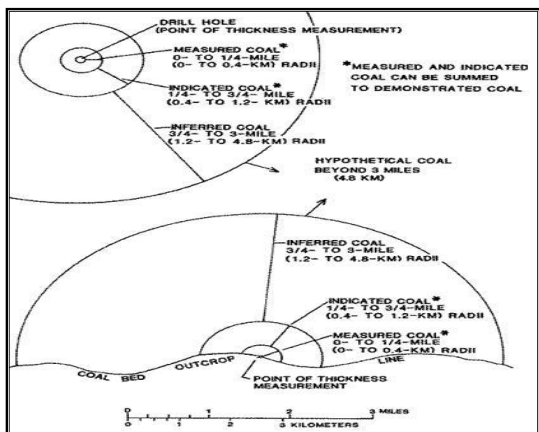 DRILL HOLE
(POINT OF THICKNESS MEASUREMENT)
MEASURED COAL*
0- TO 1/4-MILE
(0- TO 0.4-KM) RADII
INDICATED COAL*
1/4- TO 3/4- MILE
(0.4- TO 1.2-KM) RADII
INFERRED COAL
3/4- TO 3-MILE
(1.2- TO 4.8-KM) RADII
*MEASURED AND INDICATED
COAL CAN BE SUMMED
TO DEMONSTRATED COAL
HYPOTHETICAL COAL
BEYOND 3 MILES
(4.8 KM)
INFERRED COAL
3/4- TO 3-MILE
(1.2- TO 4.8-KM) RADII
INDICATED COAL*
1/4- TO 3/4-MILE
(0.4- TO 1.2-KM) RADII
MEASURED COAL*
0- TO 1/4-MILE
(0- TO 0.4-KM) RADII
COAL BED OUTCROP LINE
POINT OF THICKNESS
MEASUREMENT
0 1 2 3 MILES
0 1 2 3 KILOMETERS